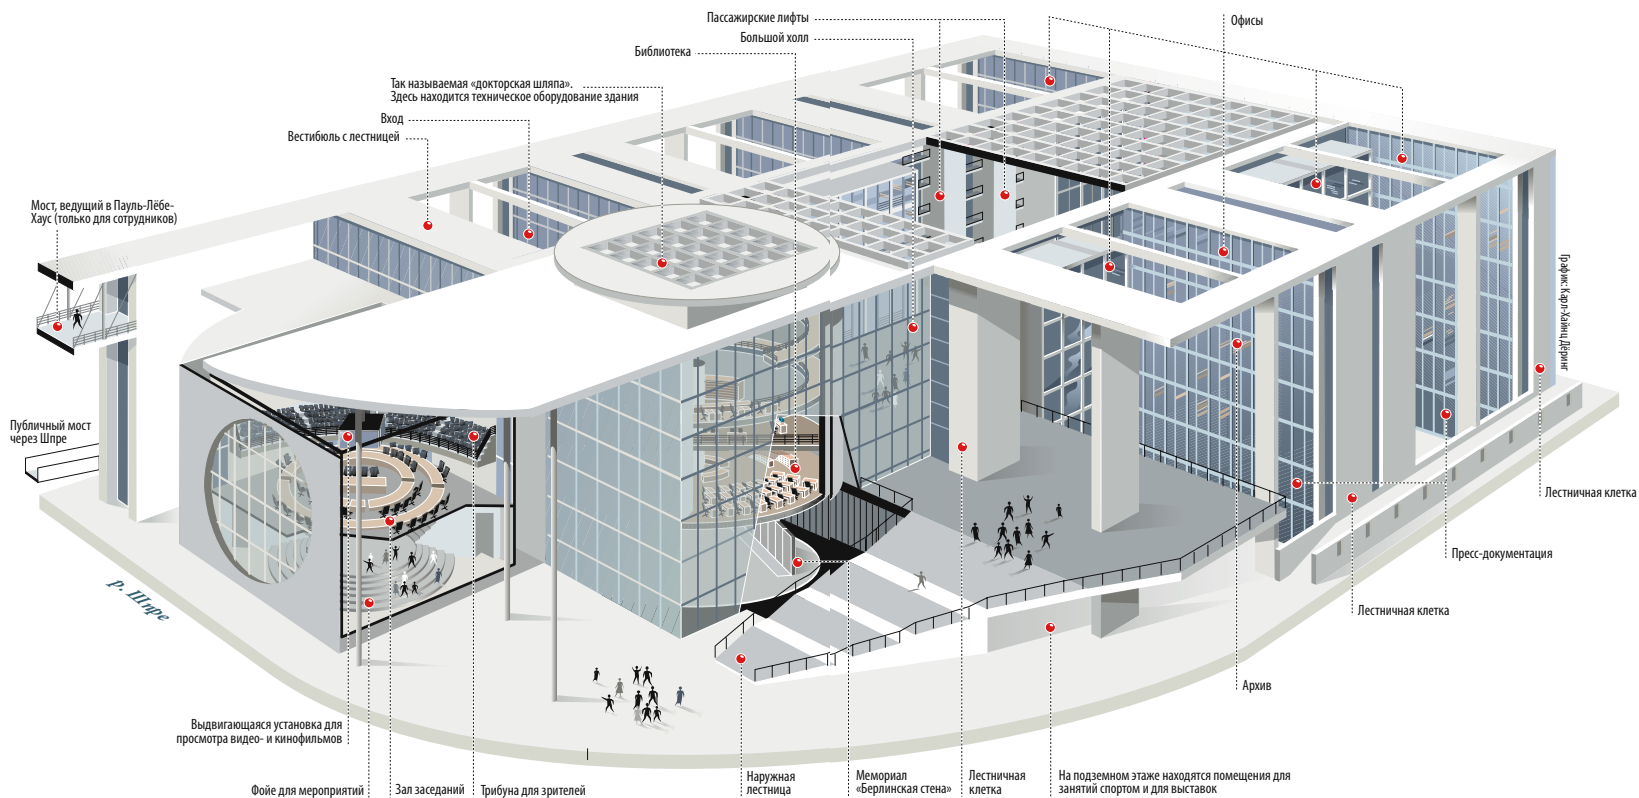 Пассажирские лифты
Офисы
Большой холл
Библиотека
Так называемая «докторская шляпа».
Здесь находится техническое оборудование здания
Вход
Вестибюль с лестницей
Мост, ведущий в Пауль-Лёбе-
Хаус (только для сотрудников)
График: Карл-Хайнц Дёринг
Публичный мост
через Шпре
р. Шпре
Лестничная клетка
Пресс-документация
Лестничная клетка
Архив
Выдвигающаяся установка для
просмотра видео- и кинофильмов
Фойе для мероприятий
Зал заседаний
Трибуна для зрителей
Наружная
лестница
Мемориал
«Берлинская стена»
Лестничная
клетка
На подземном этаже находятся помещения для
занятий спортом и для выставок